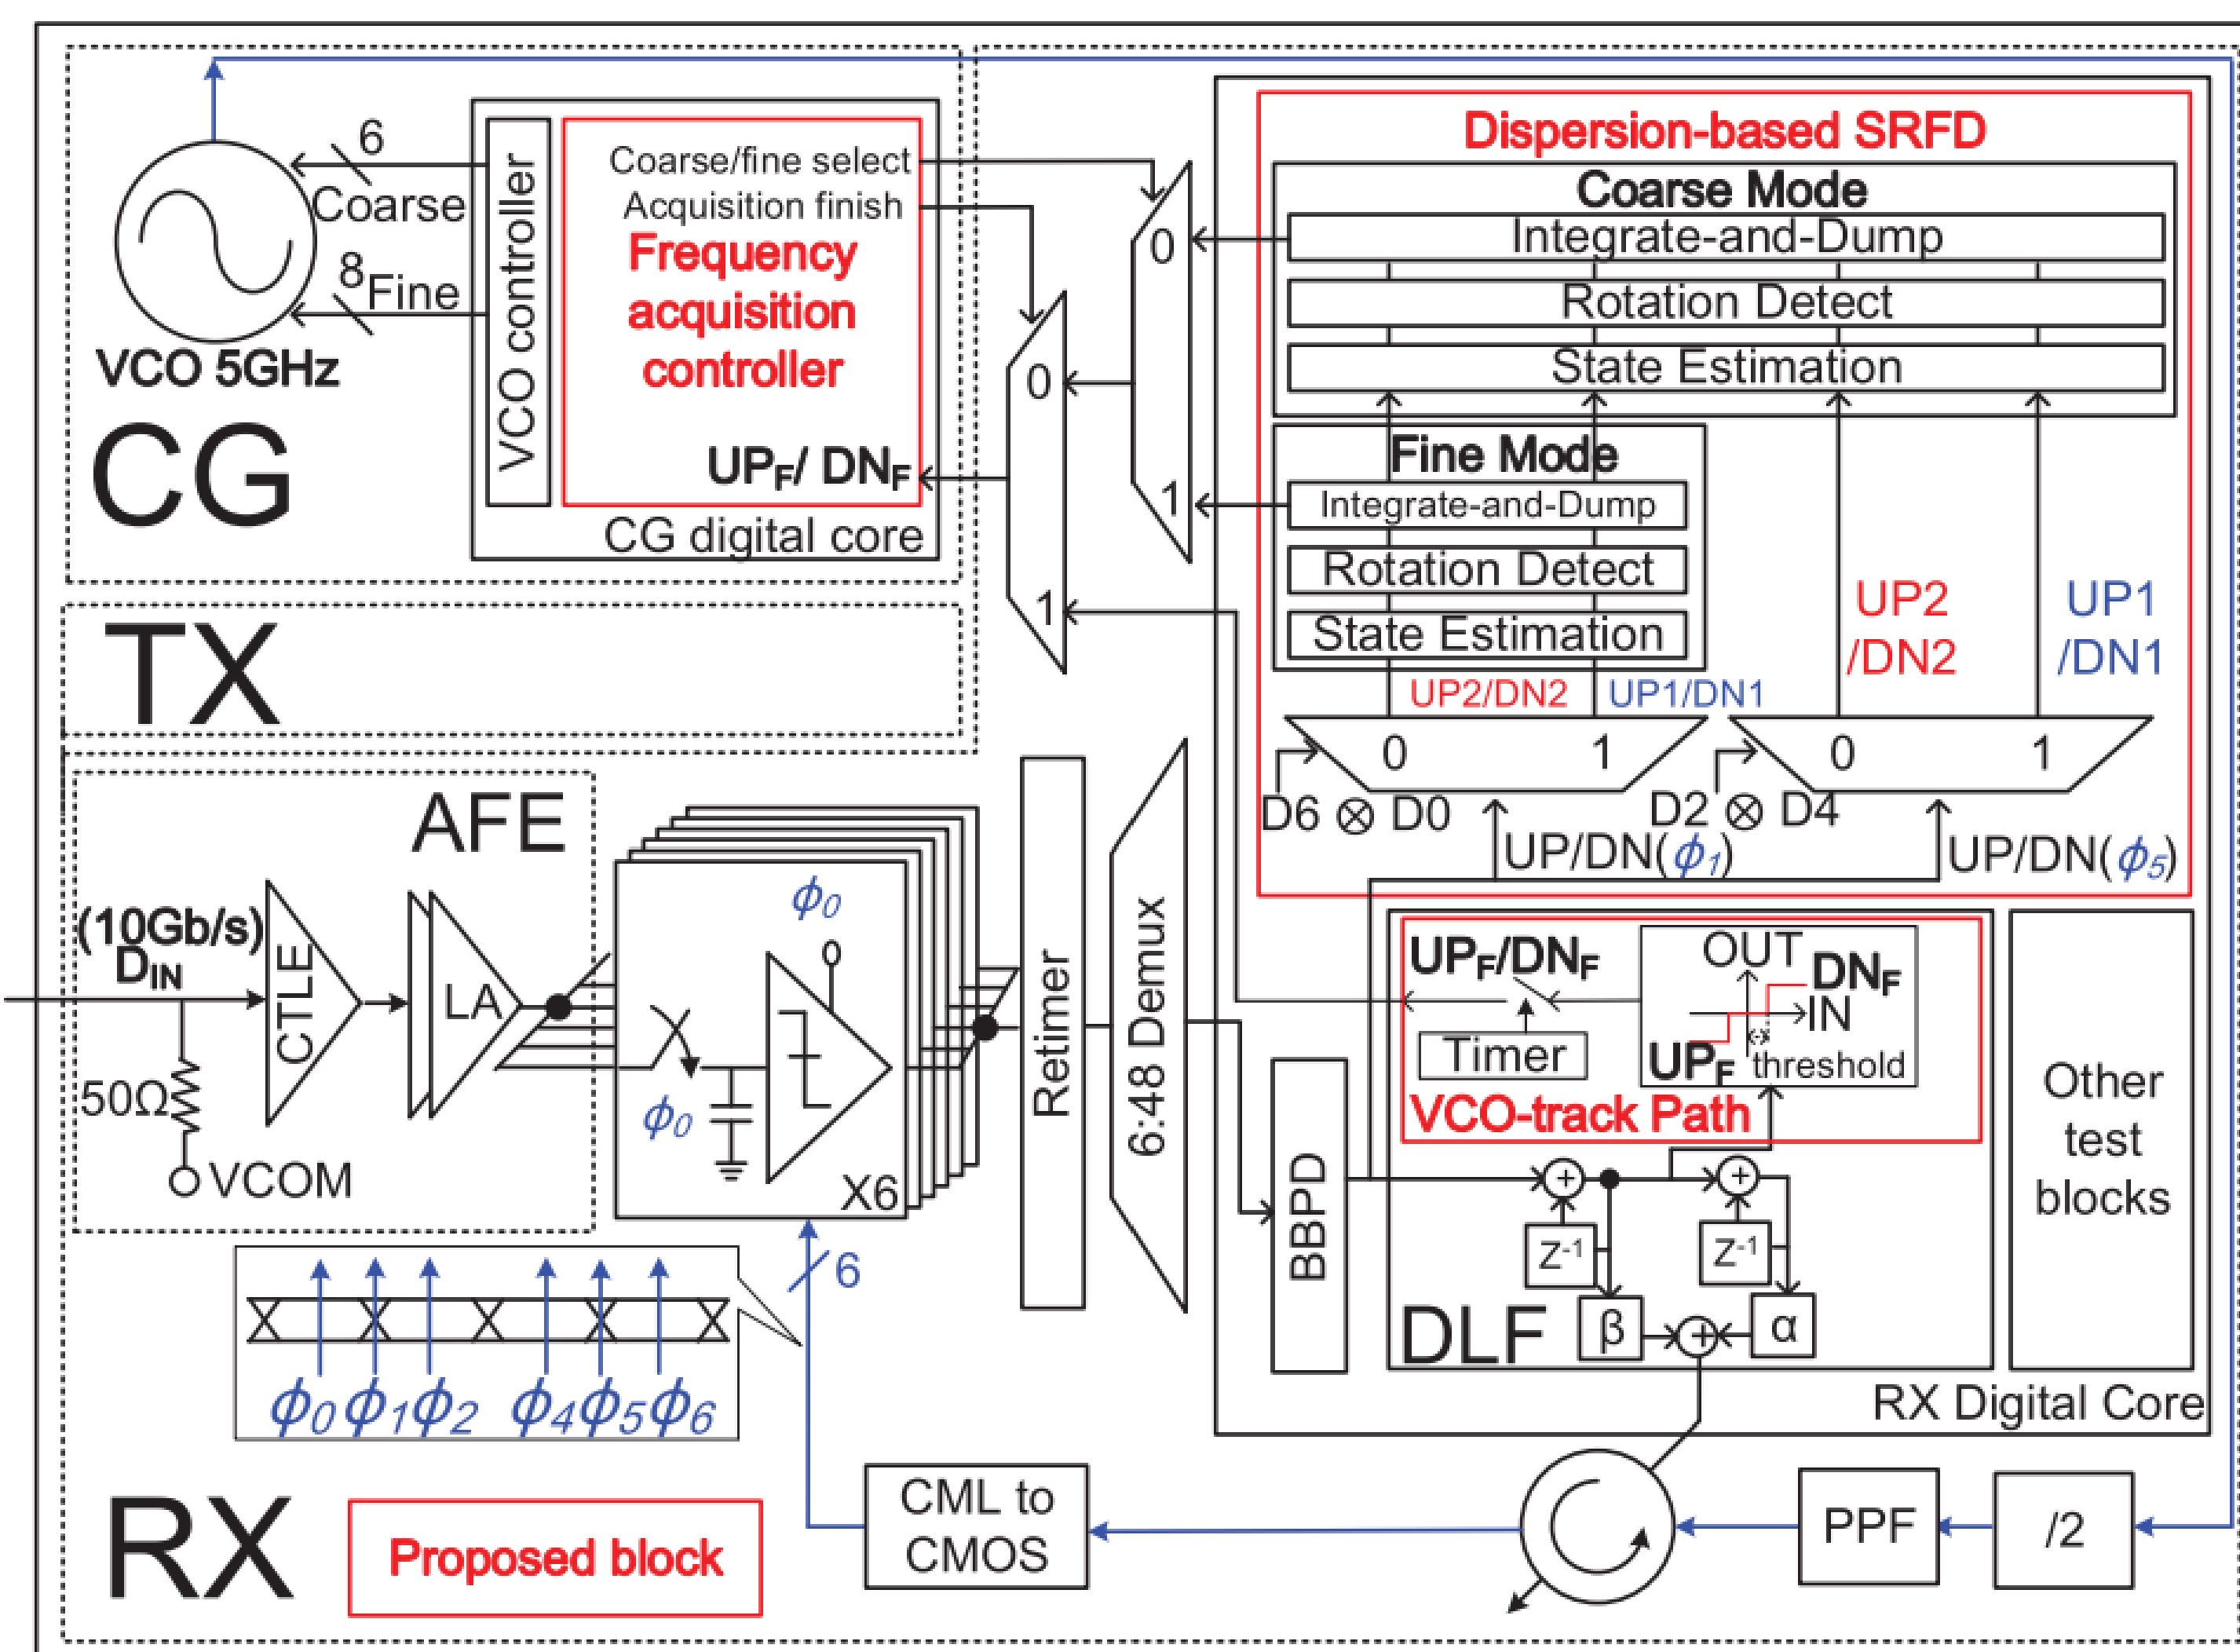 6
Coarse
8
Fine
VCO 5GHz
CG
VCO controller
Coarse/fine select
Acquisition finish
Frequency
acquisition
controller
UPF/ DNF
CG digital core
0
1
0
1
Dispersion-based SRFD
Coarse Mode
Integrate-and-Dump
Rotation Detect
State Estimation
Fine Mode
Integrate-and-Dump
Rotation Detect
State Estimation
UP2/DN2
UP1/DN1
UP2
/DN2
UP1
/DN1
0
1
0
1
D6 ⊗ D0
D2 ⊗ D4
UP/DN(ϕ1)
UP/DN(ϕ5)
TX
AFE
(10Gb/s)
DIN
CTLE
LA
50Ω
VCOM
ϕ0
ϕ0
X6
Retimer
6:48 Demux
BBPD
UPF/DNF
Timer
OUT
DNF
IN
UPF
threshold
VCO-track Path
Z-1
Z-1
β
α
+
+
+
DLF
Other
test
blocks
RX Digital Core
6
ϕ0 ϕ1 ϕ2 ϕ4 ϕ5 ϕ6
RX
Proposed block
CML to
CMOS
PPF
/2